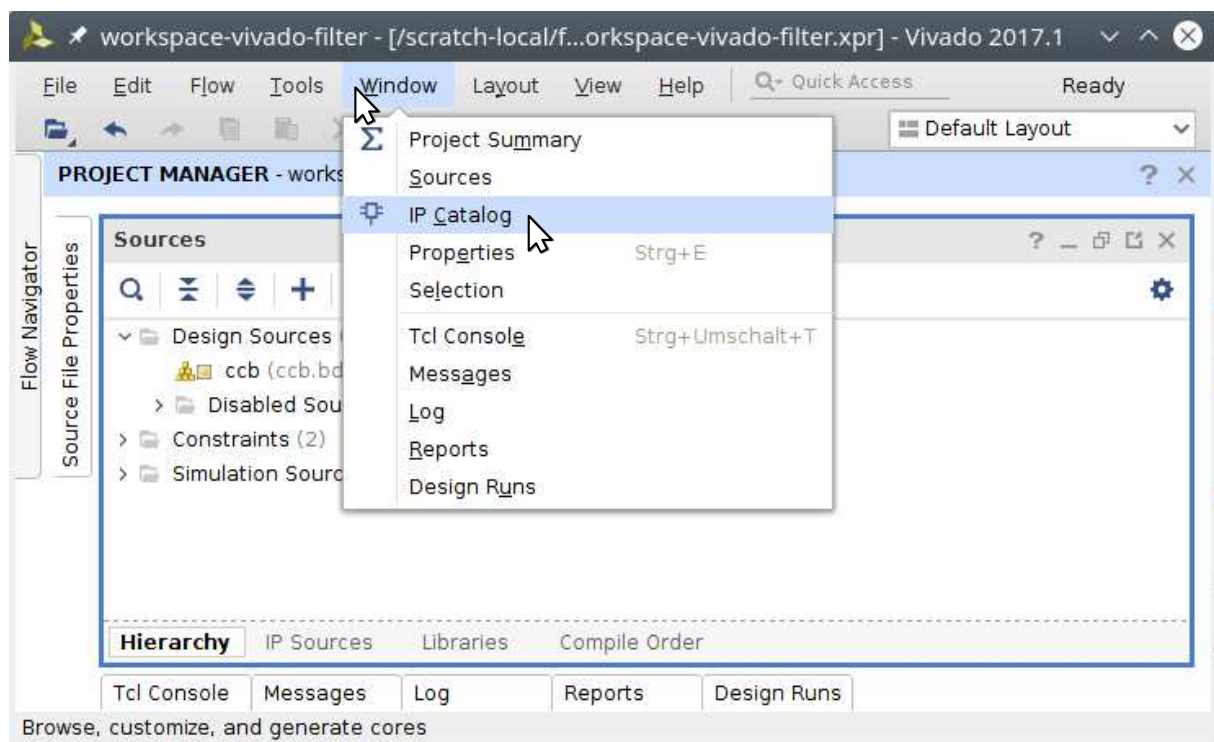 workspace-vivado-filter - [/scratch-local/f...orkspace-vivado-filter.xpr] - Vivado 2017.1
File Edit Flow Tools Window Layout View Help Quick Access Ready
Default Layout
PROJECT MANAGER - works
? ×
Flow Navigator
Source File Properties
Sources
Design Sources
ccb (ccb.bd
Disabled Sou
Constraints (2)
Simulation Sourc
Σ Project Summary
Sources
IP Catalog
Properties Strg+E
Selection
Tcl Console Strg+Umschalt+T
Messages
Log
Reports
Design Runs
Hierarchy IP Sources Libraries Compile Order
Tcl Console Messages Log Reports Design Runs
Browse, customize, and generate cores